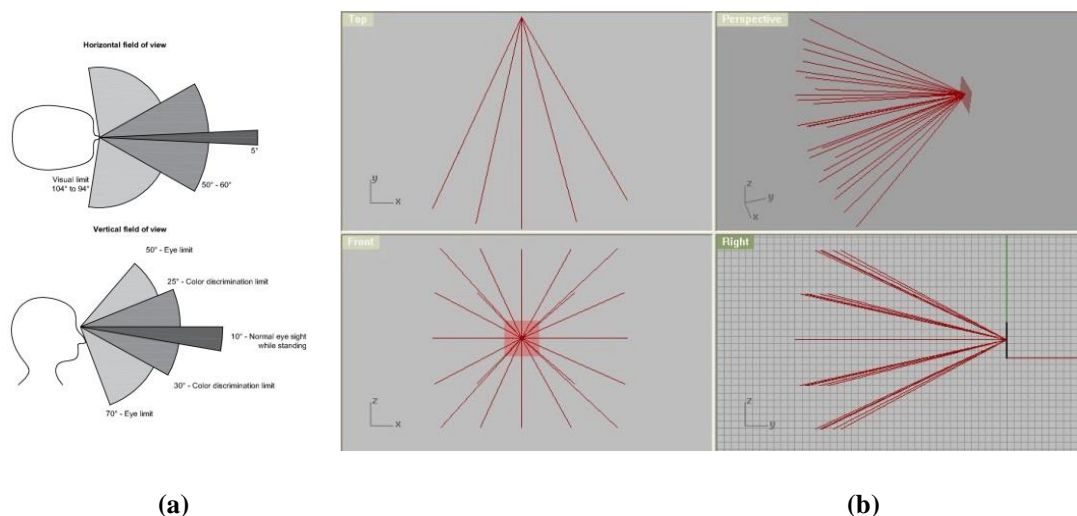 Horizontal field of view
5°
Visual limit
104° to 94°
50° - 60°
Vertical field of view
50° - Eye limit
25° - Color discrimination limit
10° - Normal eye sight
while standing
30° - Color discrimination limit
70° - Eye limit
Top
y
x
Perspective
z
y
x
Front
z
x
Right
z
y
(a)
(b)